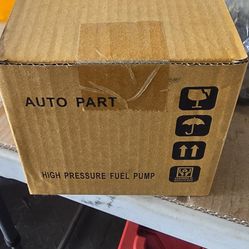 AUTO PART
HIGH PRESSURE FUEL PUMP